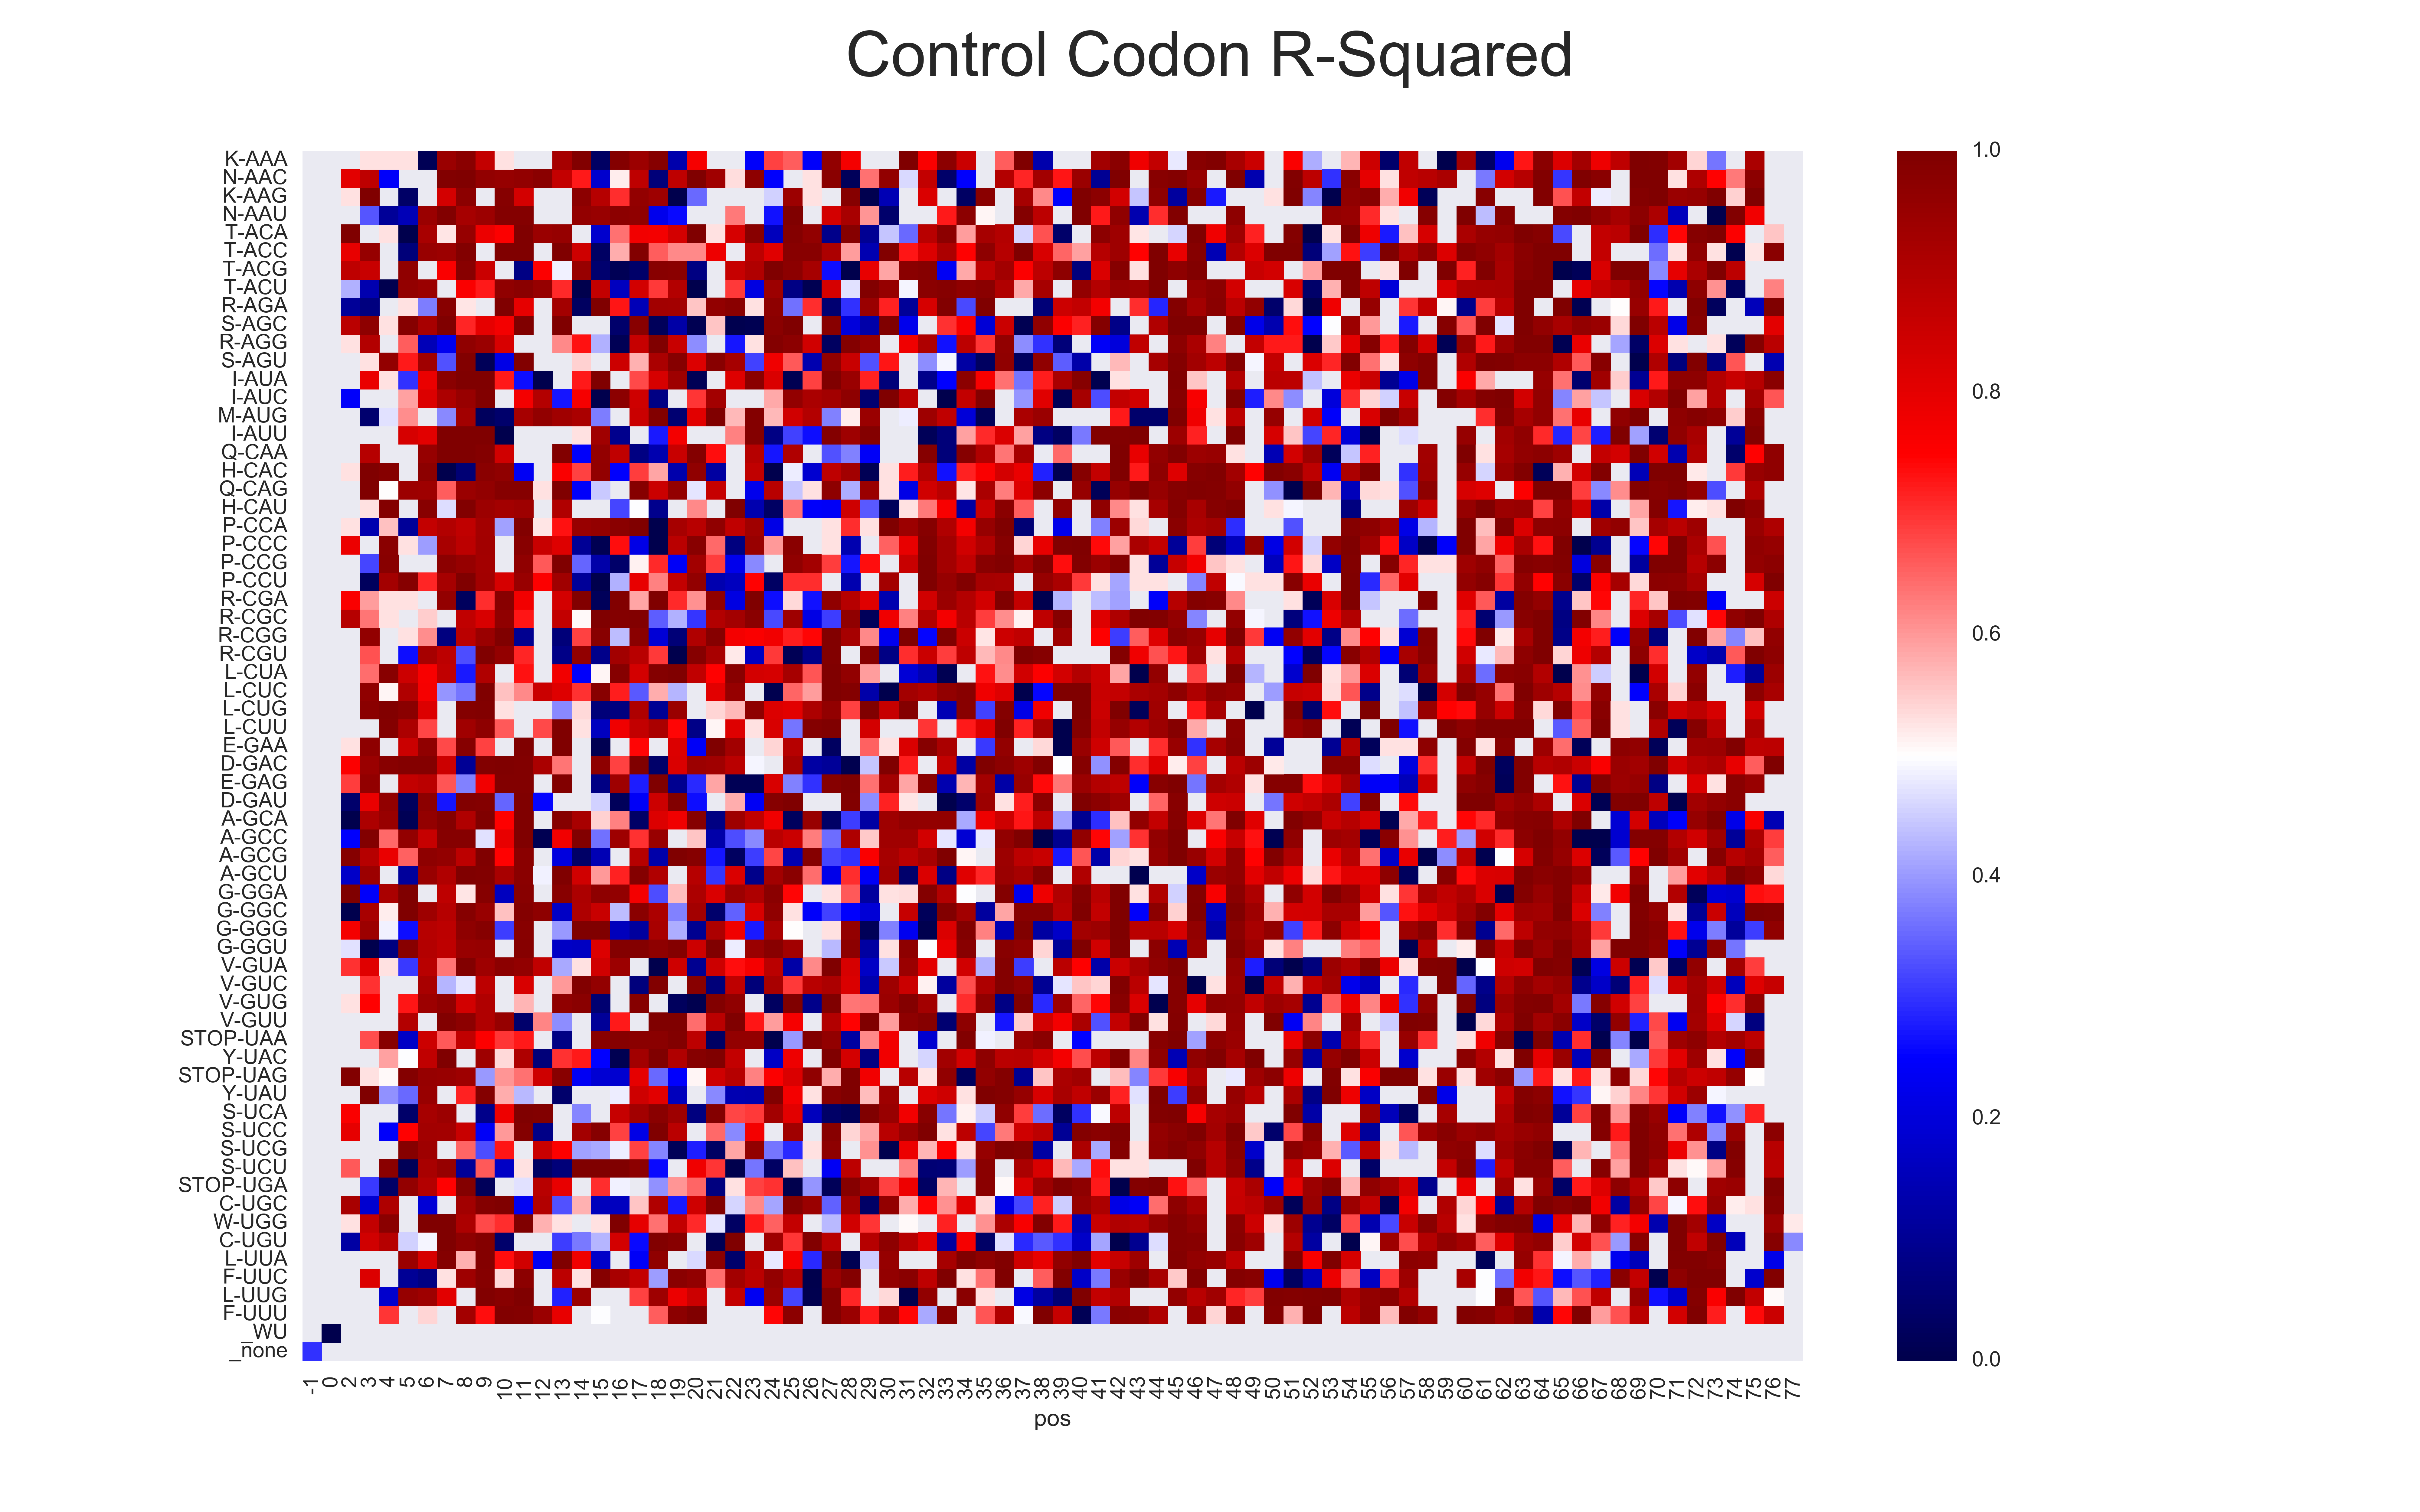 Control Codon R-Squared
K-AAA
N-AAC
K-AAG
N-AAU
T-ACA
T-ACC
T-ACG
T-ACU
R-AGA
S-AGC
R-AGG
S-AGU
I-AUA
I-AUC
M-AUG
I-AUU
Q-CAA
H-CAC
Q-CAG
H-CAU
P-CCA
P-CCC
P-CCG
P-CCU
R-CGA
R-CGC
R-CGG
R-CGU
L-CUA
L-CUC
L-CUG
L-CUU
E-GAA
D-GAC
E-GAG
D-GAU
A-GCA
A-GCC
A-GCG
A-GCU
G-GGA
G-GGC
G-GGG
G-GGU
V-GUA
V-GUC
V-GUG
V-GUU
STOP-UAA
Y-UAC
STOP-UAG
Y-UAU
S-UCA
S-UCC
S-UCG
S-UCU
STOP-UGA
C-UGC
W-UGG
C-UGU
L-UUA
F-UUC
L-UUG
F-UUU
_WU
_none
-1 0 2 3 4 5 6 7 8 9 10 11 12 13 14 15 16 17 18 19 20 21 22 23 24 25 26 27 28 29 30 31 32 33 34 35 36 37 38 39 40 41 42 43 44 45 46 47 48 49 50 51 52 53 54 55 56 57 58 59 60 61 62 63 64 65 66 67 68 69 70 71 72 73 74 75 76 77
pos
1.0
0.8
0.6
0.4
0.2
0.0